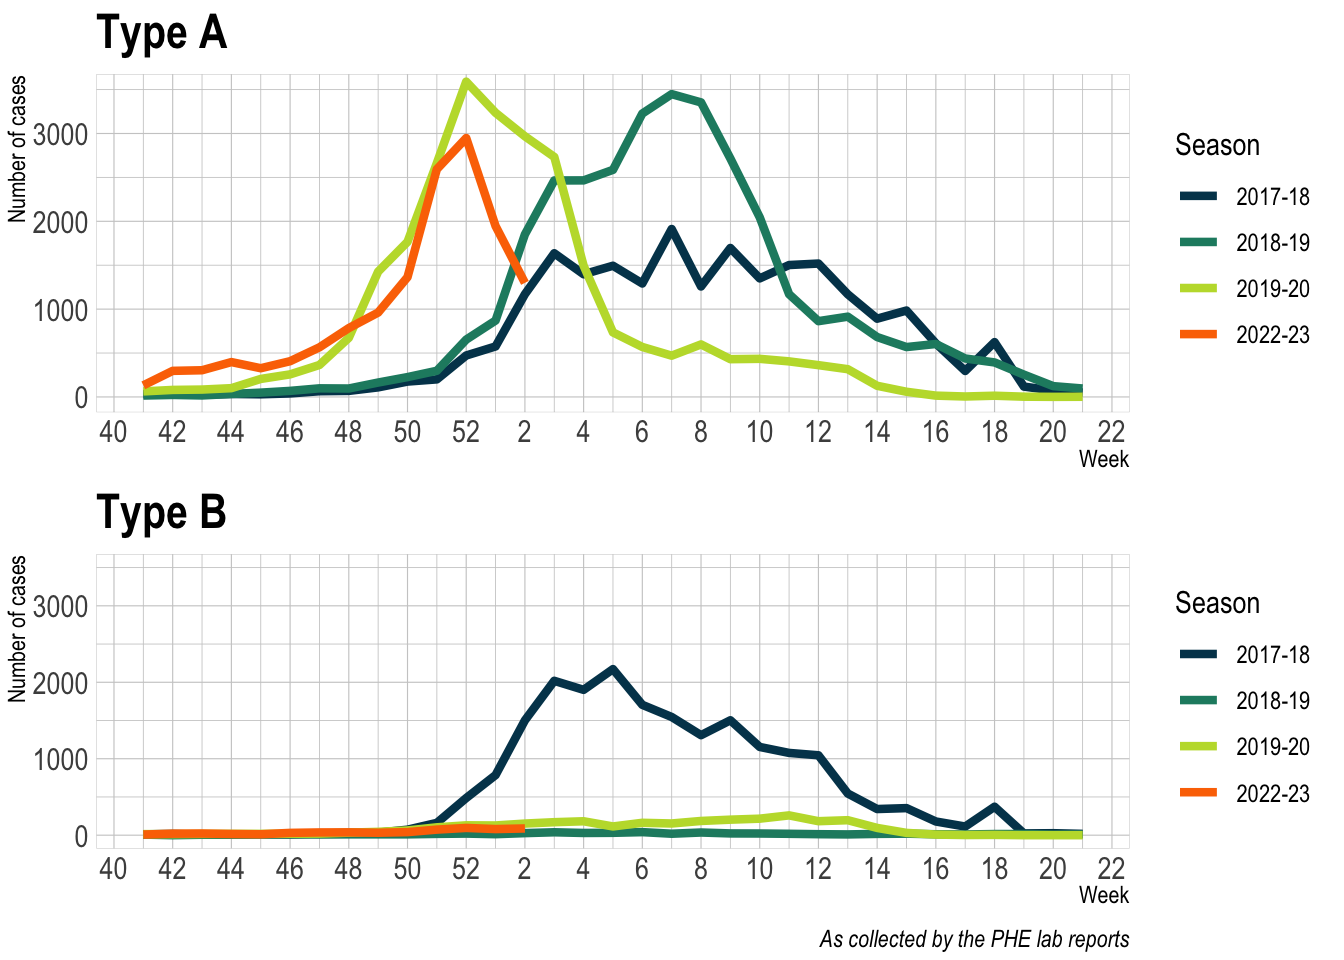 Type A
Number of cases
3000
2000
1000
0
40 42 44 46 48 50 52 2 4 6 8 10 12 14 16 18 20 22
Week
Season
2017-18
2018-19
2019-20
2022-23
Type B
Number of cases
3000
2000
1000
0
40 42 44 46 48 50 52 2 4 6 8 10 12 14 16 18 20 22
Week
Season
2017-18
2018-19
2019-20
2022-23
As collected by the PHE lab reports